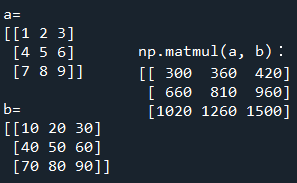 a=
[[1 2 3]
 [4 5 6]
 [7 8 9]]
b=
[[10 20 30]
 [40 50 60]
 [70 80 90]]
np.matmul(a, b):
[[ 300  360  420]
 [ 660  810  960]
 [1020 1260 1500]